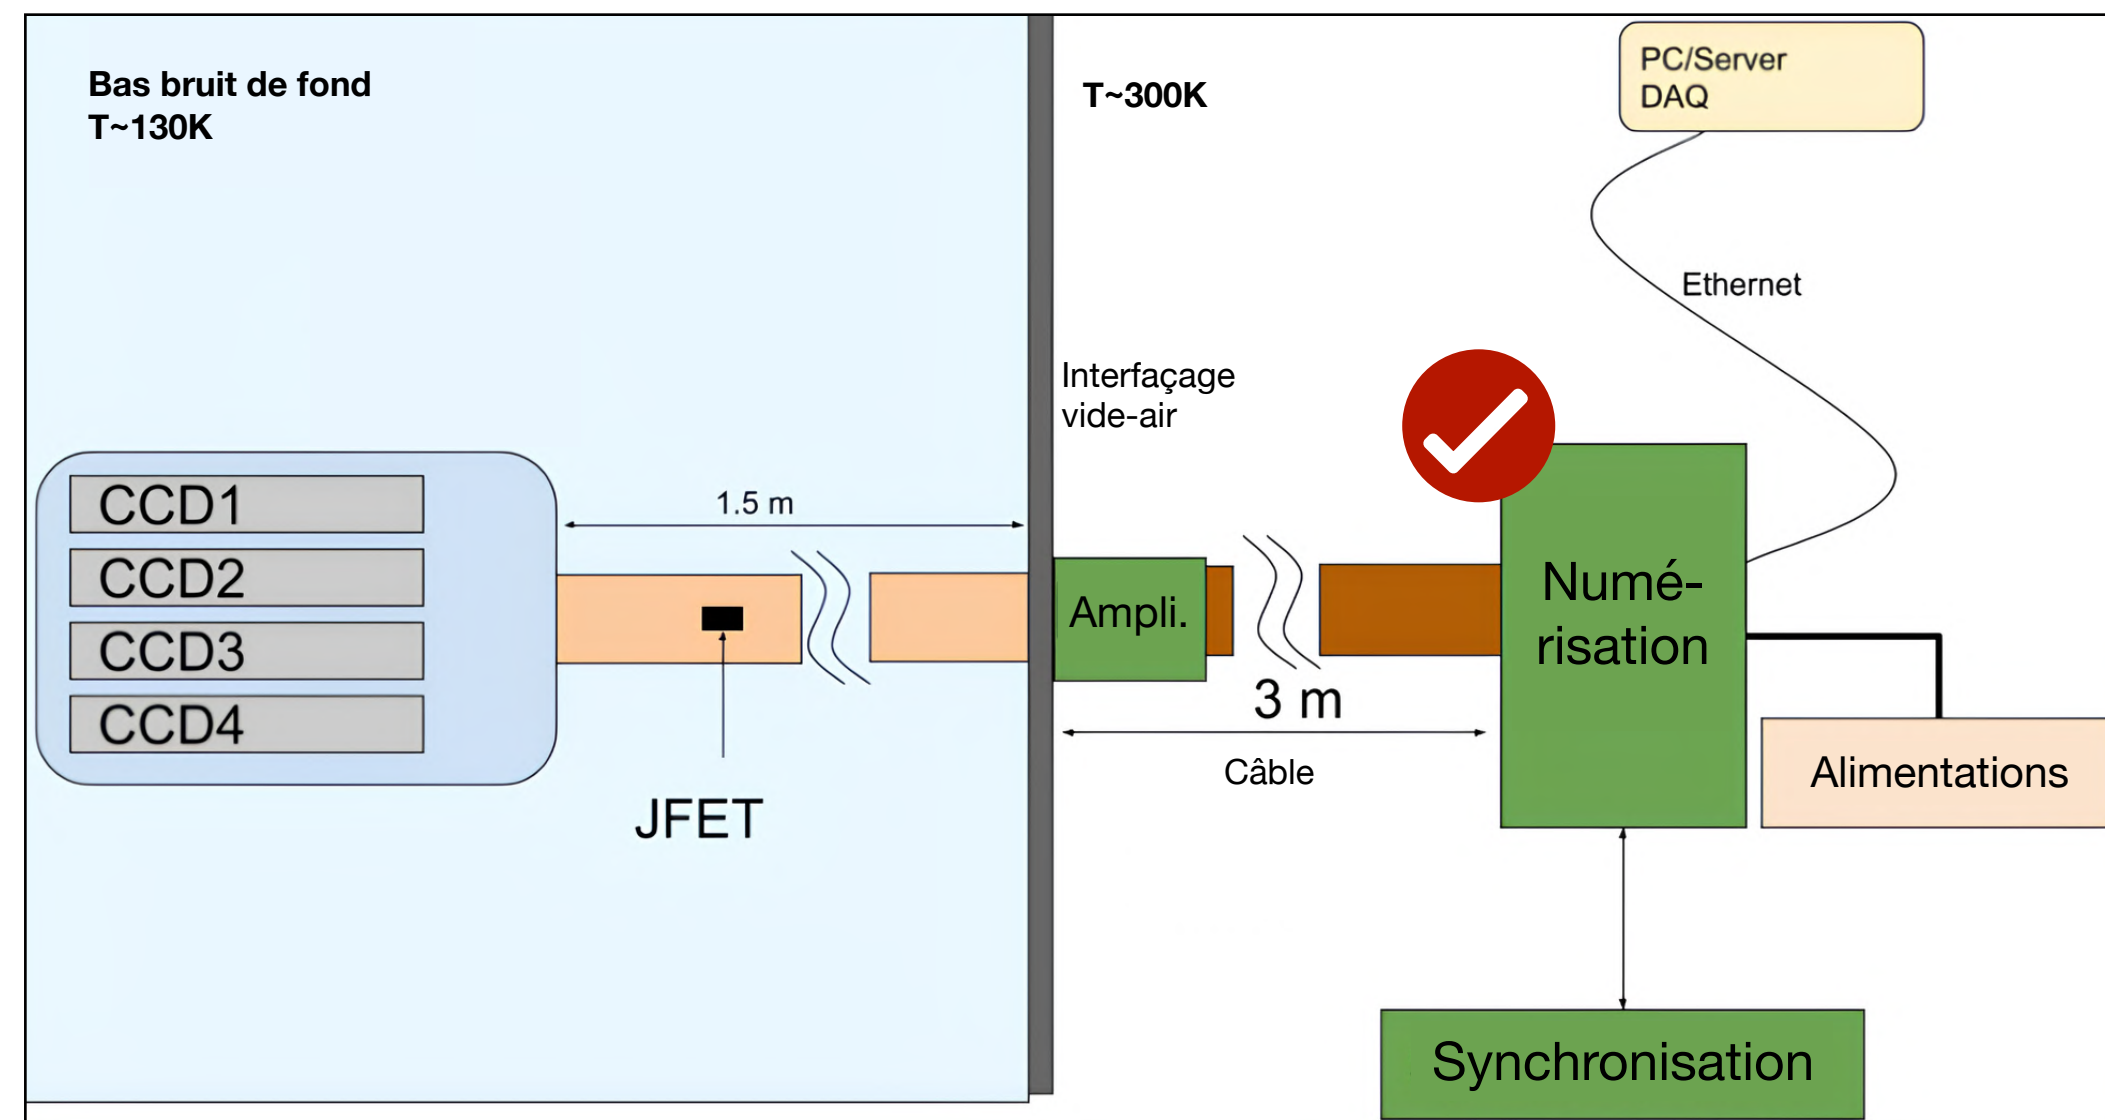 Bas bruit de fond
T~130K
T~300K
PC/Server
DAQ
Ethernet
Interfaçage
vide-air
CCD1
CCD2
CCD3
CCD4
1.5 m
JFET
Ampli.
3 m
Câble
Numé-
risation
Alimentations
Synchronisation